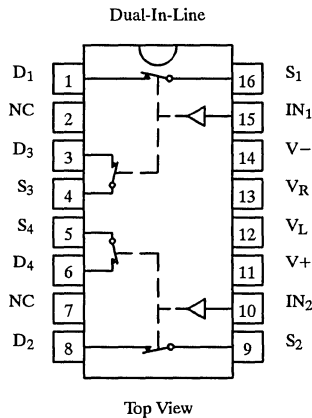 Dual-In-Line
D1 1 16 S1
NC 2 15 IN1
D3 3 14 V−
S3 4 13 VR
S4 5 12 VL
D4 6 11 V+
NC 7 10 IN2
D2 8 9 S2
Top View